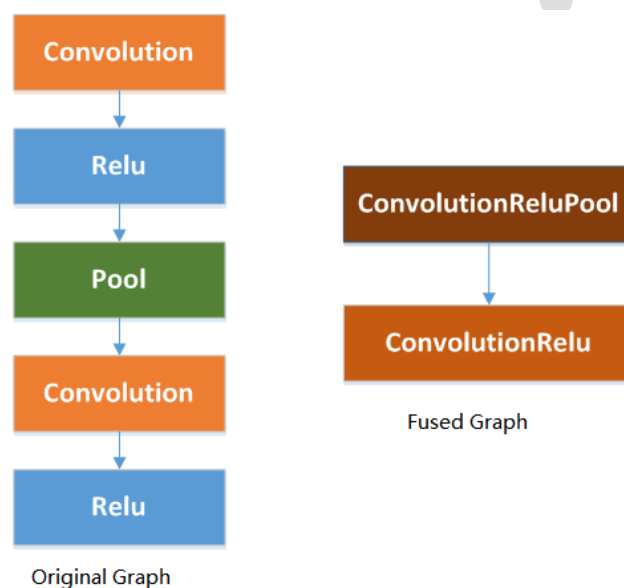 Convolution
Relu
Pool
Convolution
Relu
Original Graph
ConvolutionReluPool
ConvolutionRelu
Fused Graph